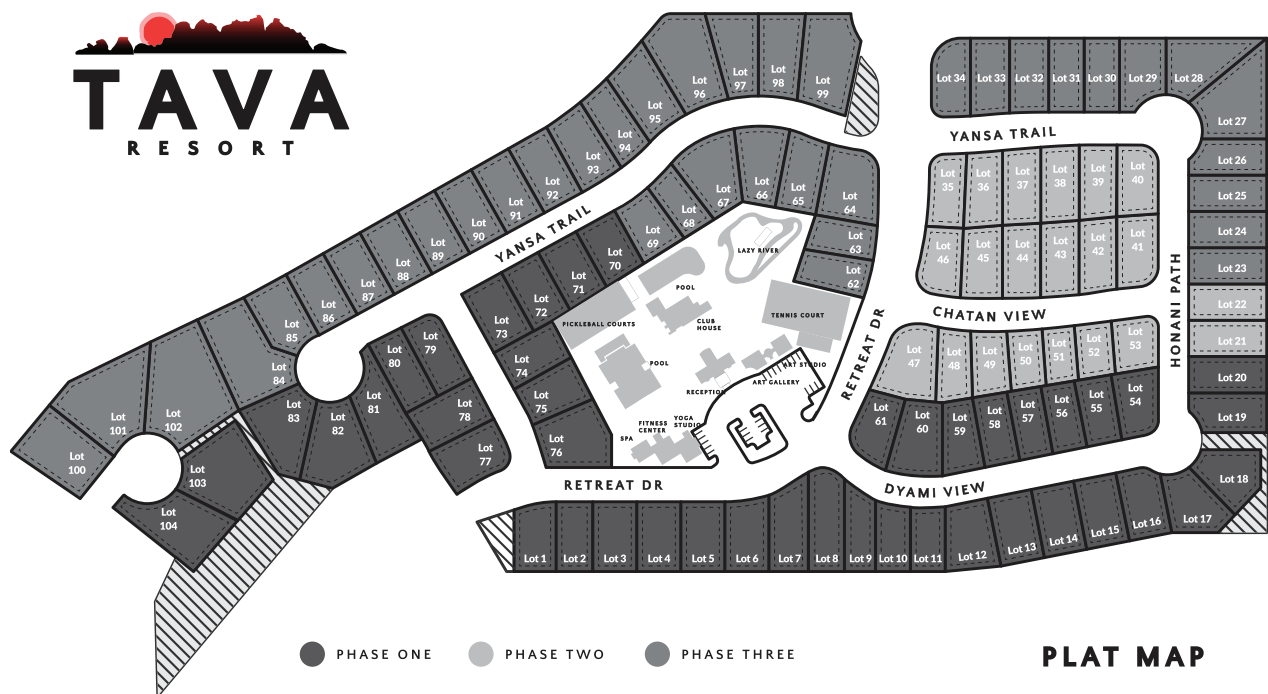 TAVA
RESORT
Lot 96
Lot 97
Lot 98
Lot 99
Lot 95
Lot 94
Lot 93
Lot 92
Lot 91
Lot 90
Lot 89
Lot 88
Lot 87
Lot 86
Lot 85
Lot 84
Lot 34
Lot 33
Lot 32
Lot 31
Lot 30
Lot 29
Lot 28
Lot 27
Lot 26
Lot 25
Lot 24
Lot 23
Lot 22
Lot 21
Lot 20
Lot 19
Lot 18
YANSA TRAIL
YANSA TRAIL
Lot 35
Lot 36
Lot 37
Lot 38
Lot 39
Lot 40
Lot 46
Lot 45
Lot 44
Lot 43
Lot 42
Lot 41
CHATAN VIEW
HONANI PATH
RETREAT DR
Lot 47
Lot 48
Lot 49
Lot 50
Lot 51
Lot 52
Lot 53
Lot 61
Lot 60
Lot 59
Lot 58
Lot 57
Lot 56
Lot 55
Lot 54
DYAMI VIEW
Lot 73
Lot 72
Lot 71
Lot 70
Lot 69
Lot 68
Lot 67
Lot 66
Lot 65
Lot 64
Lot 63
Lot 62
Lot 74
Lot 75
Lot 76
LAZY RIVER
POOL
CLUB
HOUSE
TENNIS COURT
PICKLEBALL COURTS
POOL
RECEPTION
ART STUDIO
ART GALLERY
YOGA
STUDIO
FITNESS
CENTER
SPA
Lot 79
Lot 80
Lot 81
Lot 82
Lot 83
Lot 78
Lot 77
Lot 101
Lot 102
Lot 100
Lot 103
Lot 104
RETREAT DR
Lot 1
Lot 2
Lot 3
Lot 4
Lot 5
Lot 6
Lot 7
Lot 8
Lot 9
Lot 10
Lot 11
Lot 12
Lot 13
Lot 14
Lot 15
Lot 16
Lot 17
PHASE ONE
PHASE TWO
PHASE THREE
PLAT MAP